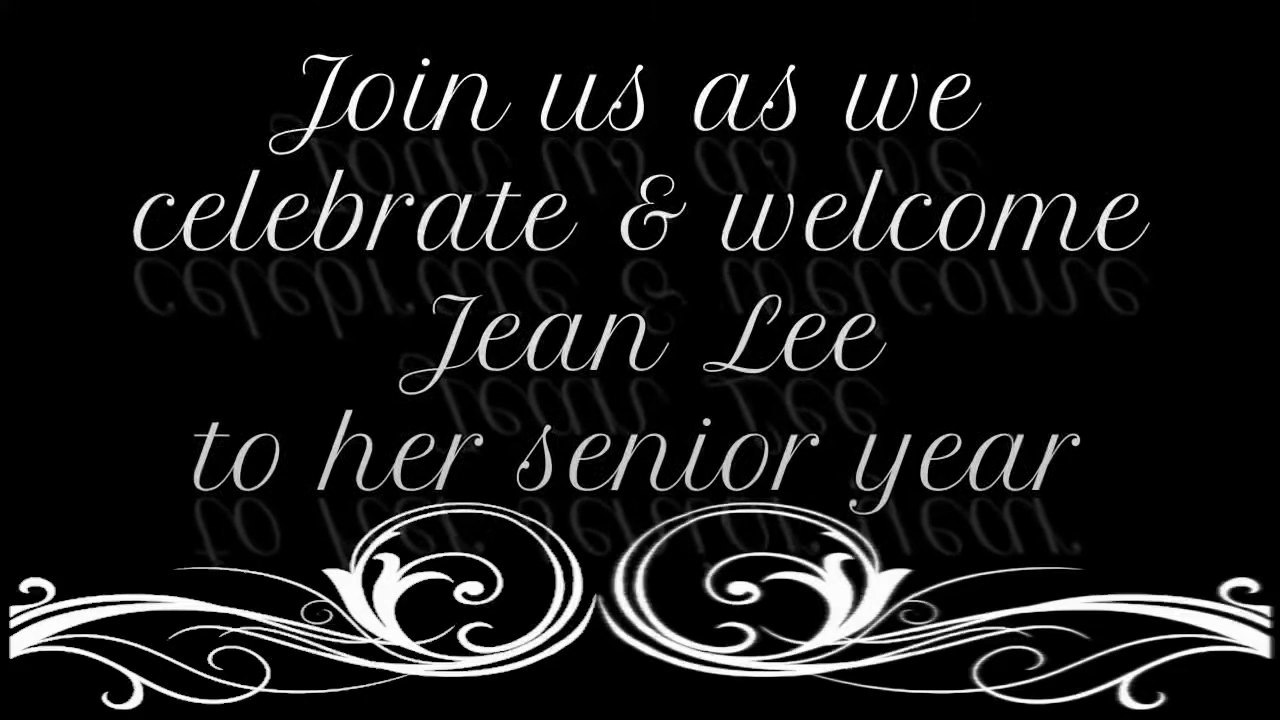 Join us as we
celebrate & welcome
Jean Lee
to her senior year